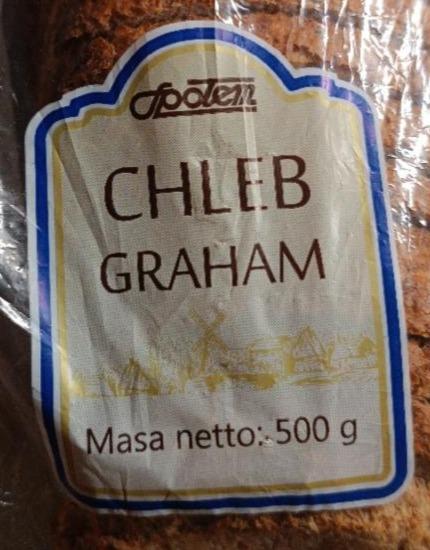 Społem
CHLEB
GRAHAM
Masa netto: 500 g